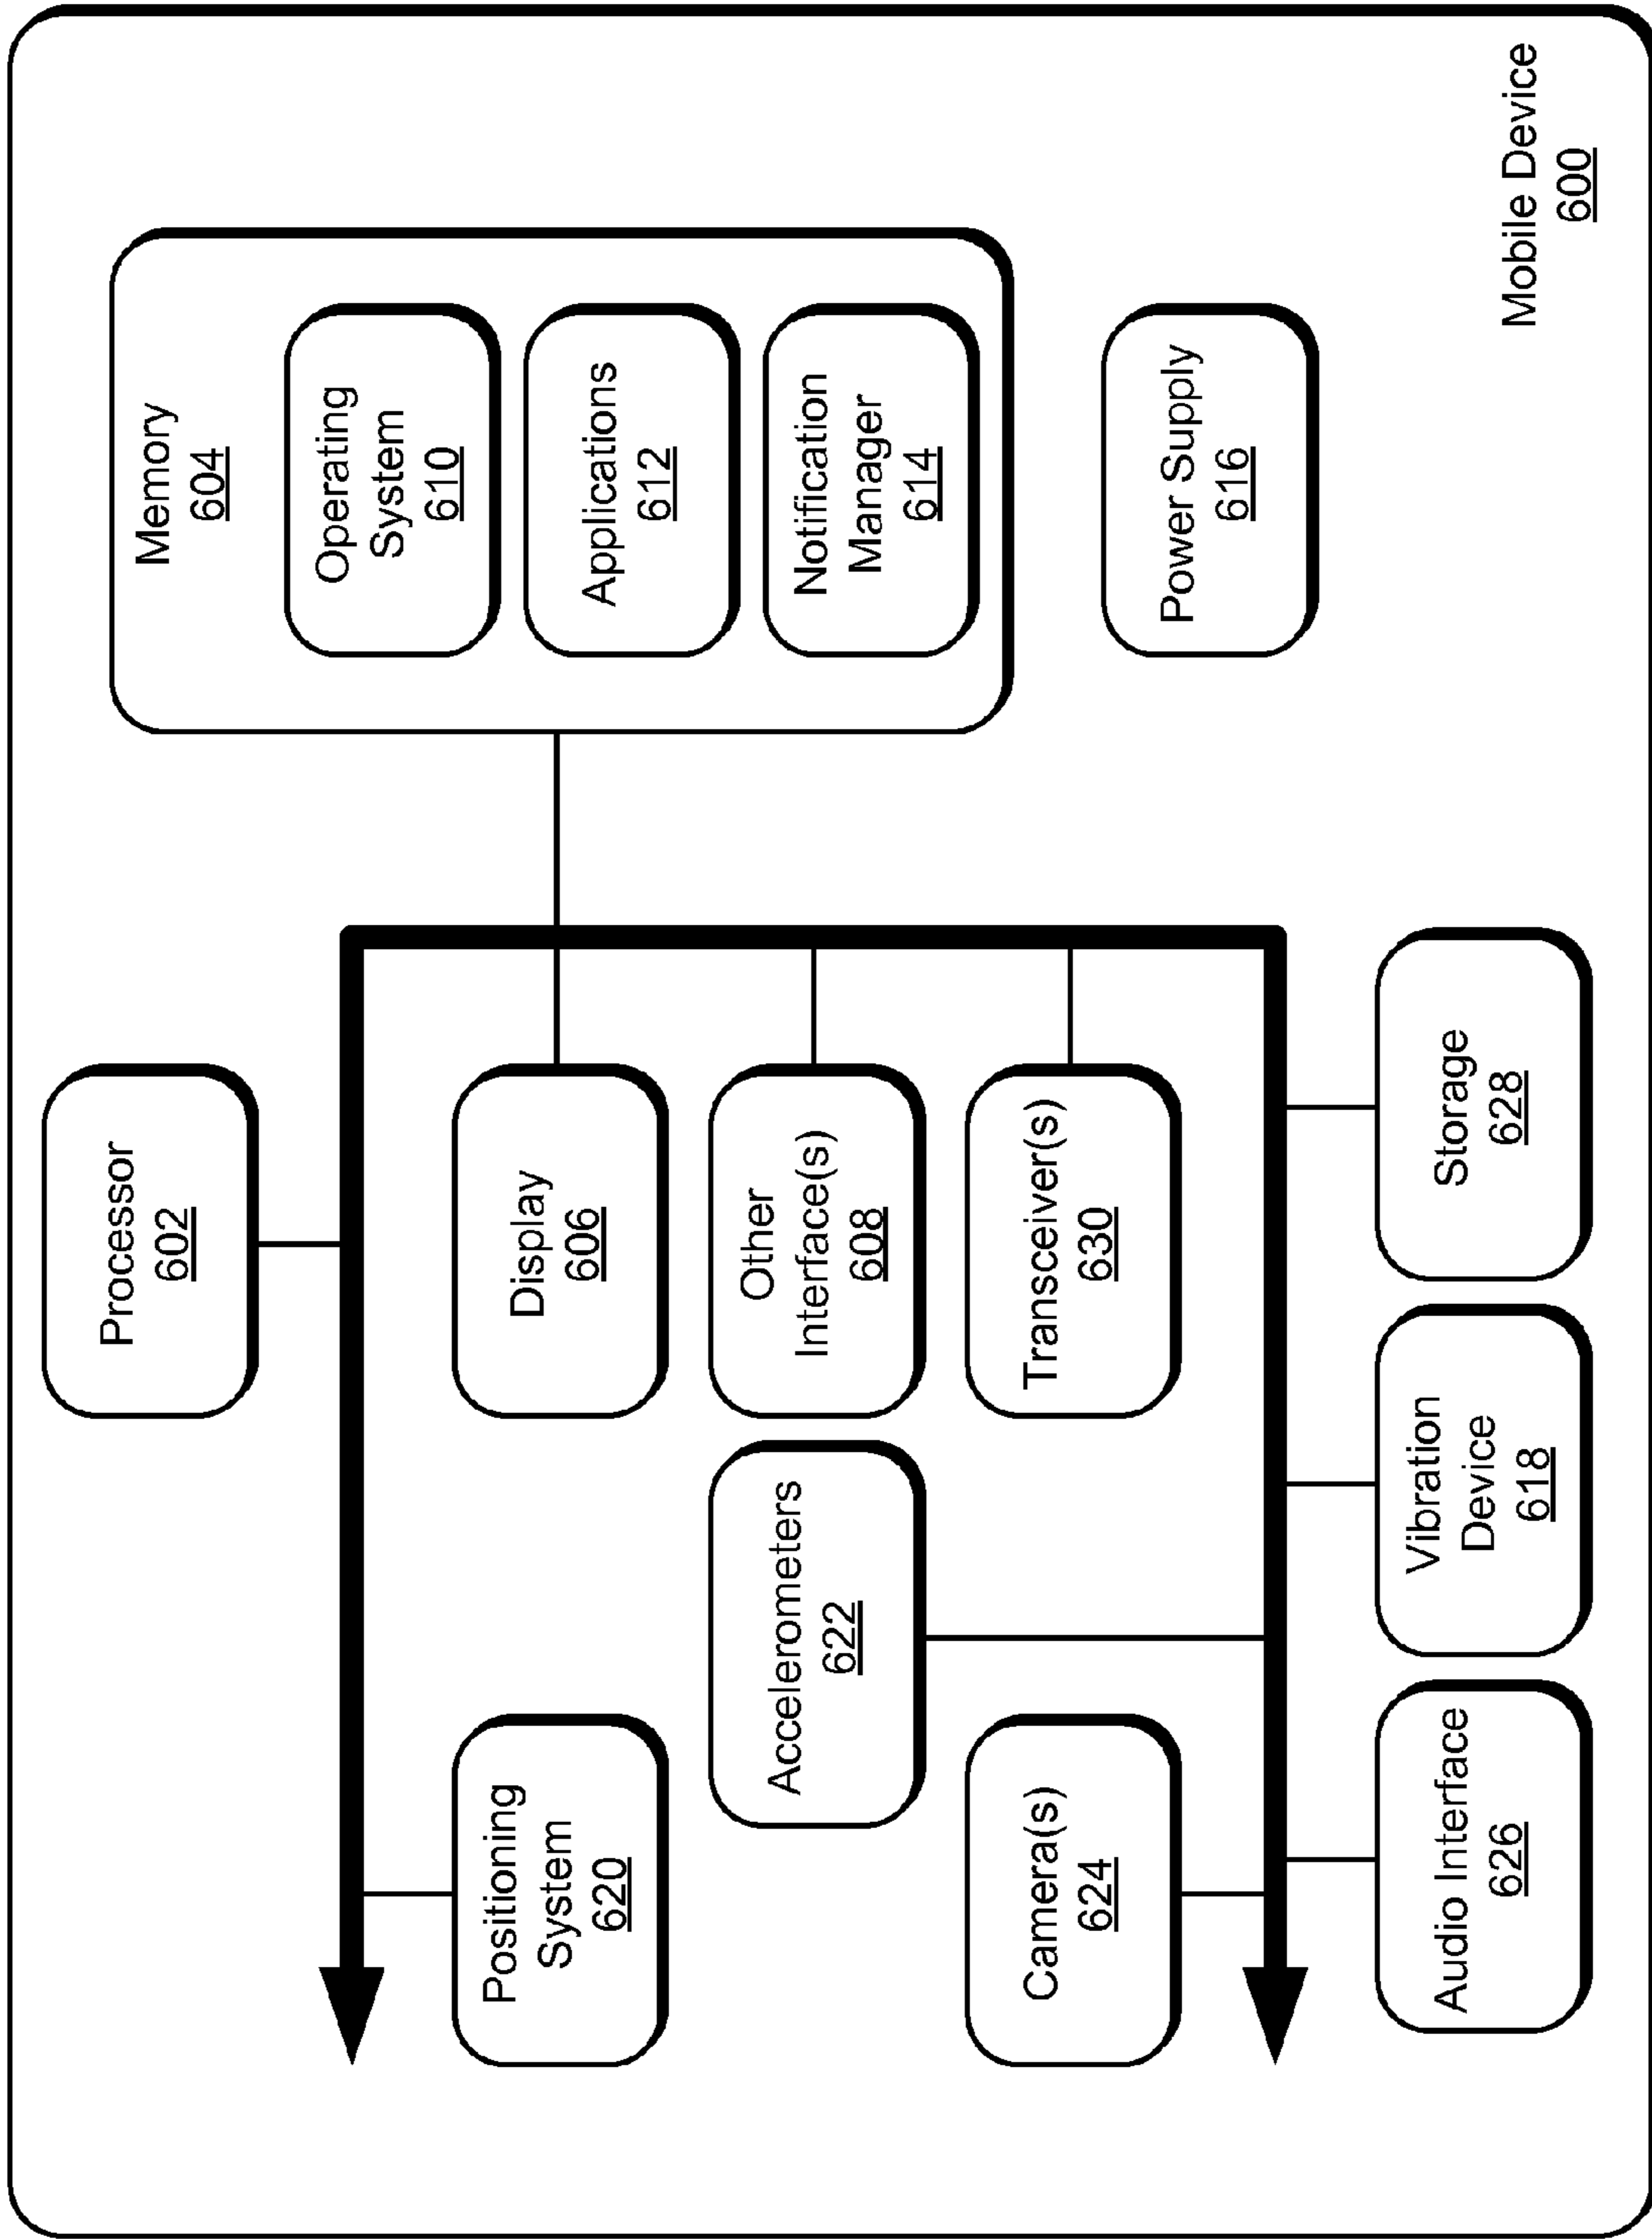 Processor
602
Memory
604
Operating
System
610
Applications
612
Notification
Manager
614
Positioning
System
620
Display
606
Accelerometers
622
Other
Interface(s)
608
Camera(s)
624
Transceiver(s)
630
Power Supply
616
Audio Interface
626
Vibration
Device
618
Storage
628
Mobile Device
600